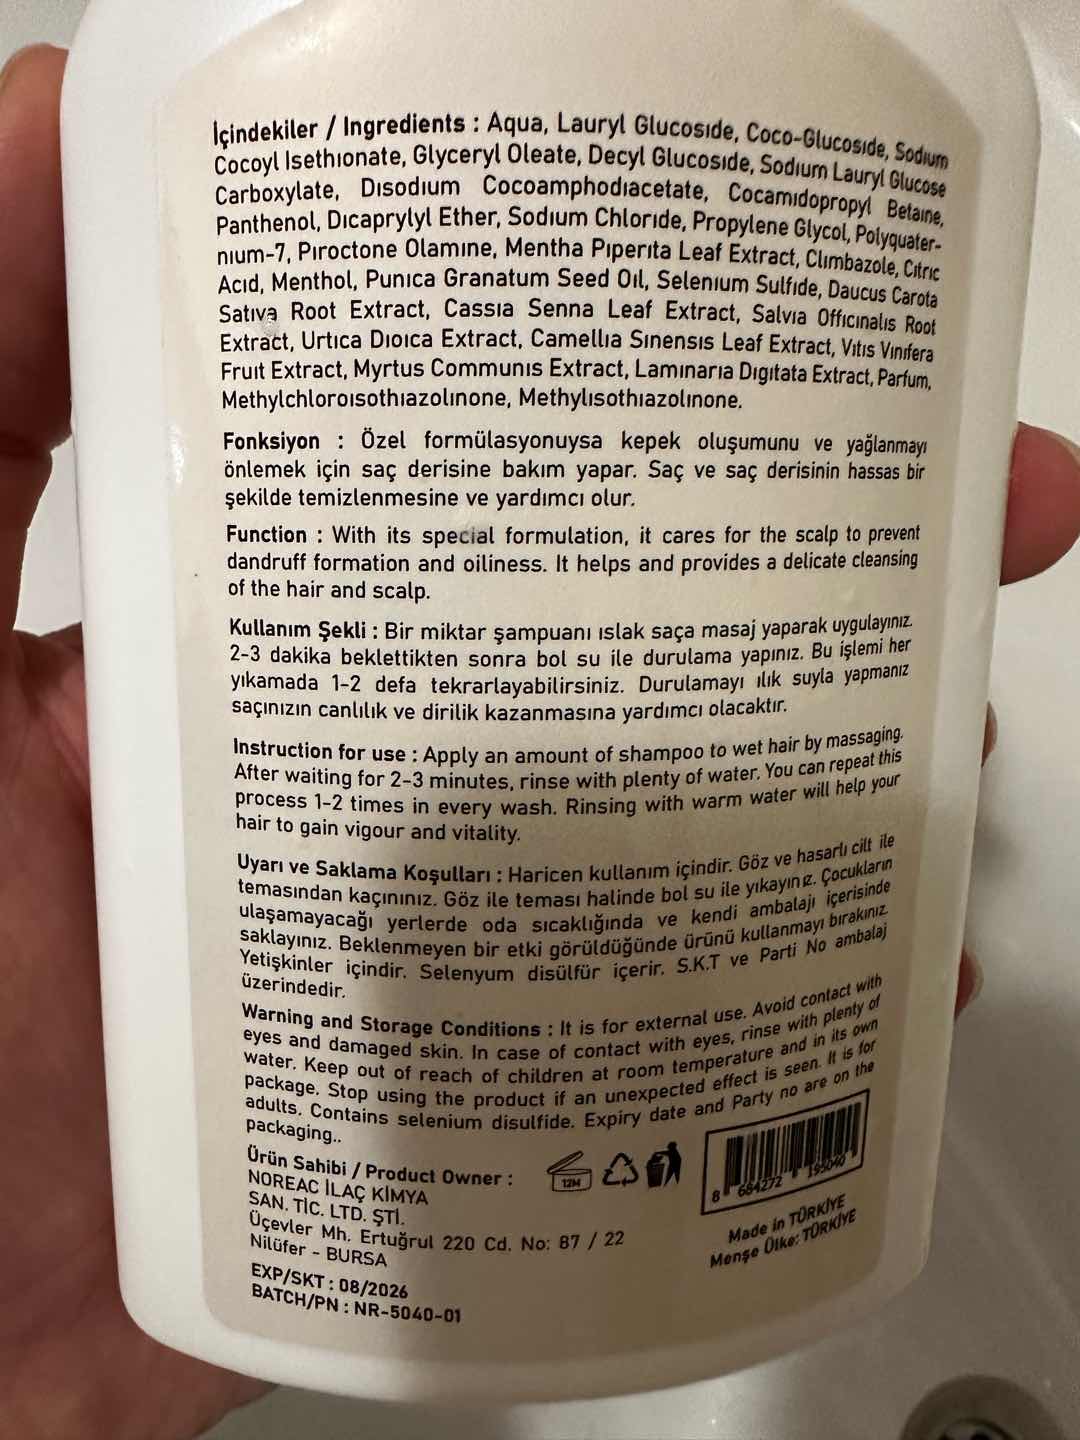 İçindekiler / Ingredients : Aqua, Lauryl Glucoside, Coco-Glucoside, Sodium
Cocoyl Isethionate, Glyceryl Oleate, Decyl Glucoside, Sodium Lauryl Glucose
Carboxylate, Disodium Cocoamphodiacetate, Cocamidopropyl Betaine,
Panthenol, Dicaprylyl Ether, Sodium Chloride, Propylene Glycol, Polyquater-
nium-7, Piroctone Olamine, Mentha Piperita Leaf Extract, Climbazole, Citric
Acid, Menthol, Punica Granatum Seed Oil, Selenium Sulfide, Daucus Carota
Sativa Root Extract, Cassia Senna Leaf Extract, Salvia Officinalis Root
Extract, Urtica Dioica Extract, Camellia Sinensis Leaf Extract, Vitis Vinifera
Fruit Extract, Myrtus Communis Extract, Laminaria Digitata Extract, Parfum,
Methylchloroisothiazolinone, Methylisothiazolinone.
Fonksiyon : Özel formülasyonuysa kepek oluşumunu ve yağlanmayı
önlemek için saç derisine bakım yapar. Saç ve saç derisinin hassas bir
şekilde temizlenmesine ve yardımcı olur.
Function : With its special formulation, it cares for the scalp to prevent
dandruff formation and oiliness. It helps and provides a delicate cleansing
of the hair and scalp.
Kullanım Şekli : Bir miktar şampuanı ıslak saça masaj yaparak uygulayınız.
2-3 dakika beklettikten sonra bol su ile durulama yapınız. Bu işlemi her
yıkamada 1-2 defa tekrarlayabilirsiniz. Durulamayı ılık suyla yapmanız
saçınızın canlılık ve dirilik kazanmasına yardımcı olacaktır.
Instruction for use : Apply an amount of shampoo to wet hair by massaging.
After waiting for 2-3 minutes, rinse with plenty of water. You can repeat this
process 1-2 times in every wash. Rinsing with warm water will help your
hair to gain vigour and vitality.
Uyarı ve Saklama Koşulları : Haricen kullanım içindir. Göz ve hasarlı cilt ile
temasından kaçınınız. Göz ile teması halinde bol su ile yıkayınız. Çocukların
ulaşamayacağı yerlerde oda sıcaklığında ve kendi ambalajı içerisinde
saklayınız. Beklenmeyen bir etki görüldüğünde ürünü kullanmayı bırakınız.
Yetişkinler içindir. Selenyum disülfür içerir. S.K.T ve Parti No ambalaj
üzerindedir.
Warning and Storage Conditions : It is for external use. Avoid contact with
eyes and damaged skin. In case of contact with eyes, rinse with plenty of
water. Keep out of reach of children at room temperature and in its own
package. Stop using the product if an unexpected effect is seen. It is for
adults. Contains selenium disulfide. Expiry date and Party no are on the
packaging..
Ürün Sahibi / Product Owner :
NOREAC İLAÇ KİMYA
SAN. TİC. LTD. ŞTİ.
Üçevler Mh. Ertuğrul 220 Cd. No: 87 / 22
Nilüfer - BURSA
EXP/SKT : 08/2026
BATCH/PN : NR-5040-01
12M
8 684272 195040
Made in TÜRKİYE
Menşe Ülke: TÜRKİYE